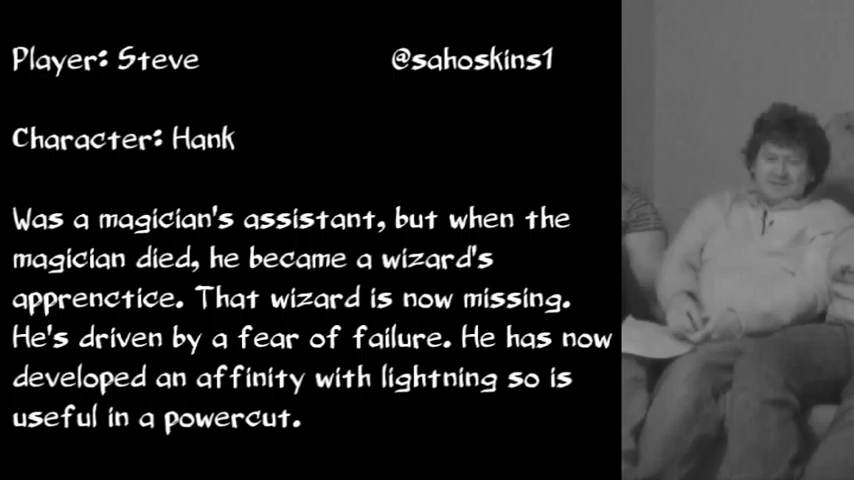 Player: Steve @sahoskins1
Character: Hank
Was a magician's assistant, but when the
magician died, he became a wizard's
apprenctice. That wizard is now missing.
He's driven by a fear of failure. He has now
developed an affinity with lightning so is
useful in a powercut.